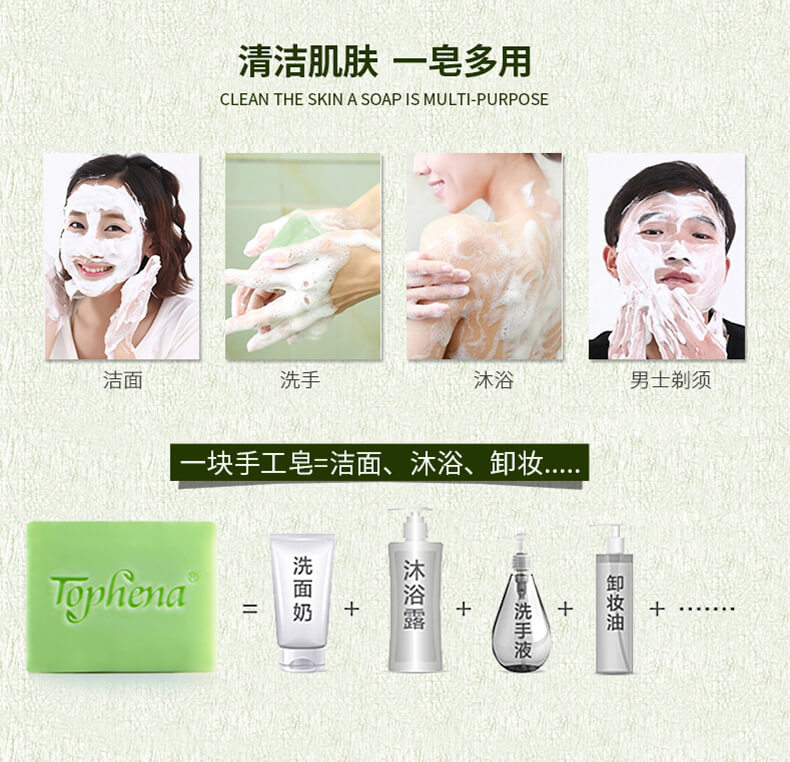 清洁肌肤 一皂多用
CLEAN THE SKIN A SOAP IS MULTI-PURPOSE
洁面
洗手
沐浴
男士剃须
一块手工皂=洁面、沐浴、卸妆.....
Tophena®
=
洗面奶
+
沐浴露
+
洗手液
+
卸妆油
+ .......